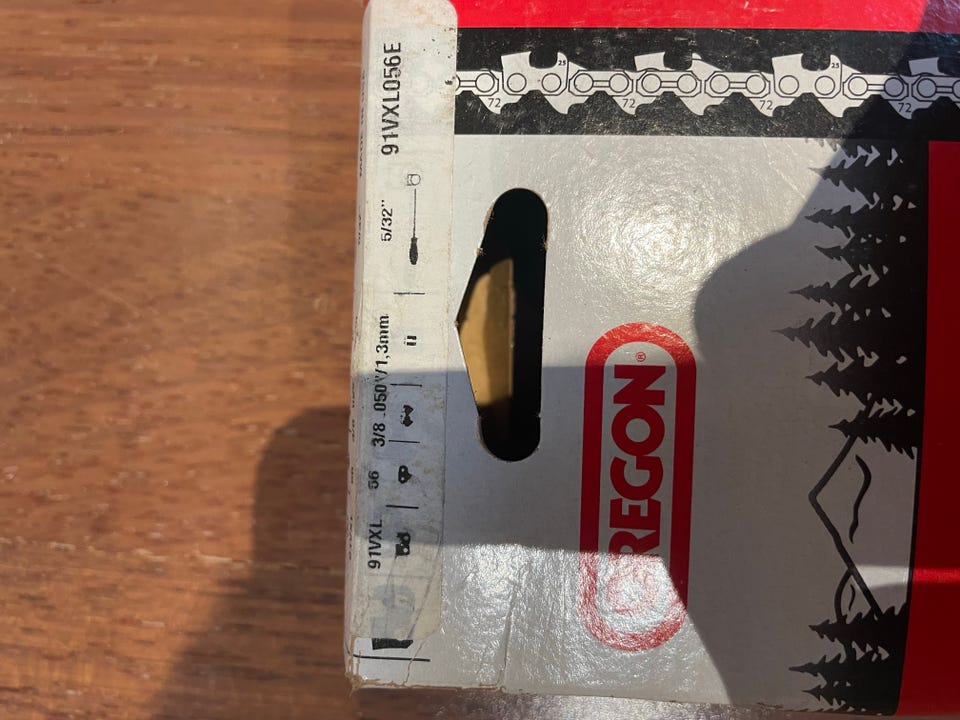 91VXL056E
5/32"
91VXL 56 3/8 .050"/1,3mm
OREGON®
25 25
72 72 72 72